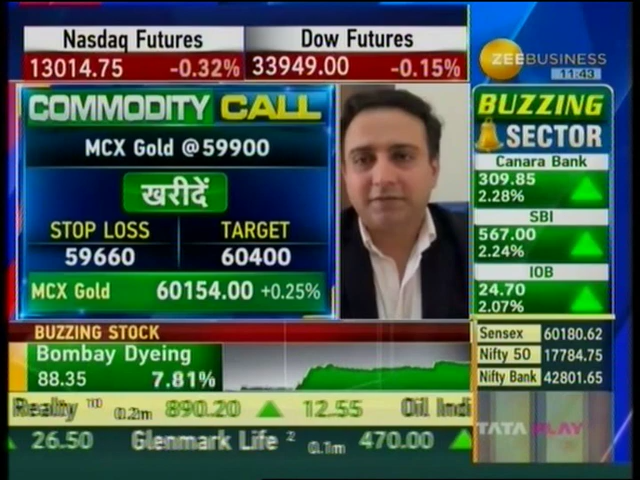 Nasdaq Futures
13014.75 -0.32%
Dow Futures
33949.00 -0.15%
ZEE BUSINESS
11:43
COMMODITY CALL
MCX Gold @ 59900
खरीदें
STOP LOSS
59660
TARGET
60400
MCX Gold 60154.00 +0.25%
BUZZING
SECTOR
Canara Bank
309.85
2.28%
SBI
567.00
2.24%
IOB
24.70
2.07%
BUZZING STOCK
Bombay Dyeing
88.35 7.81%
Sensex 60180.62
Nifty 50 17784.75
Nifty Bank 42801.65
Realty 0.2m 890.20 ▲ 12.55 Oil Indi
▲ 26.50 Glenmark Life 2 0.1m 470.00 ▲
TATA PLAY